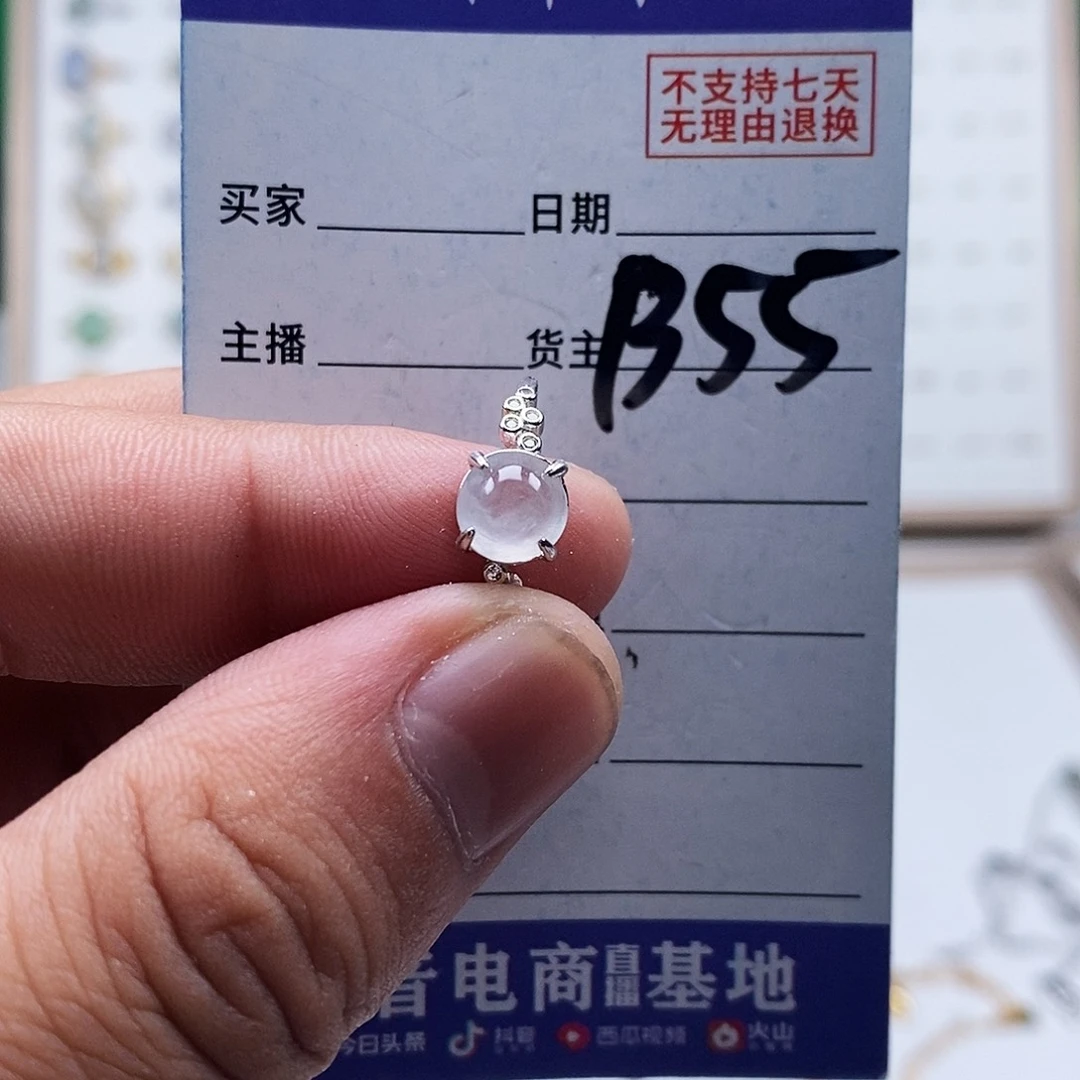 不支持七天
无理由退换
买家 日期
主播 货主 B55
音电商直播基地
今日头条 抖音 西瓜视频 火山